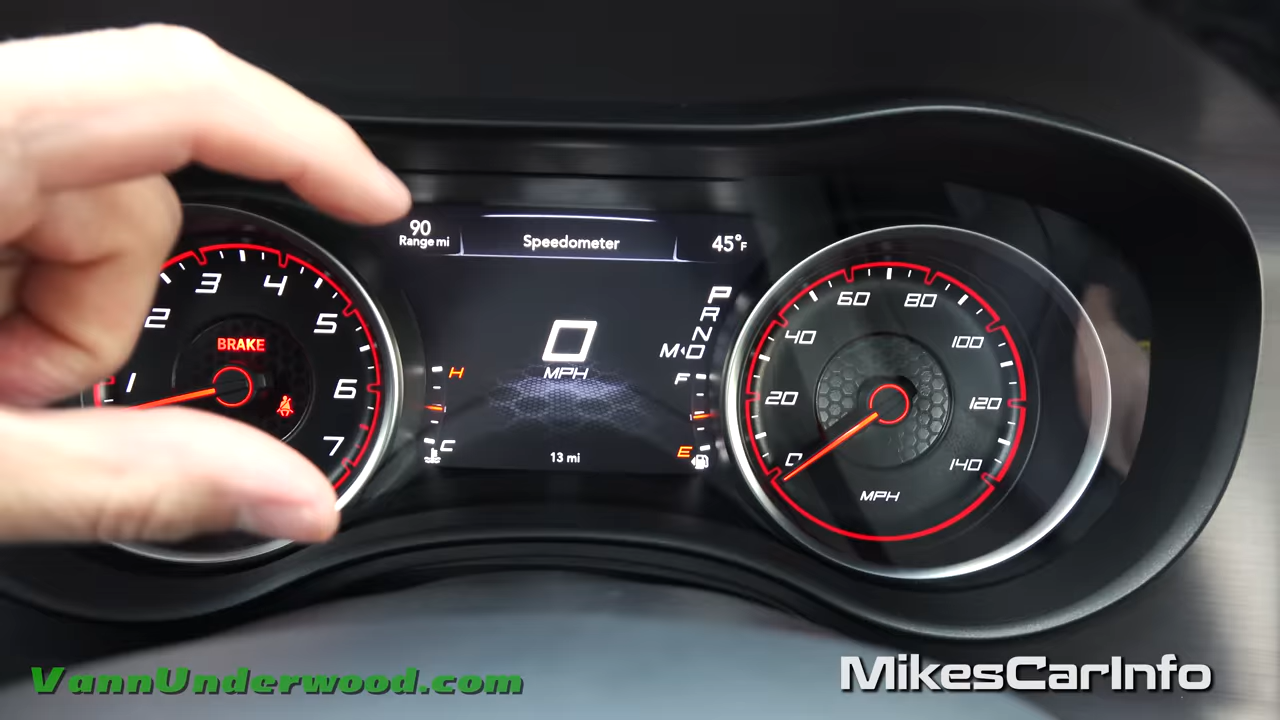 90
Range mi
Speedometer
45°F
P
R
N
M◂D
0
MPH
H
C
F
E
13 mi
1
2
3
4
5
6
7
BRAKE
0
20
40
60
80
100
120
140
MPH
VannUnderwood.com
MikesCarInfo